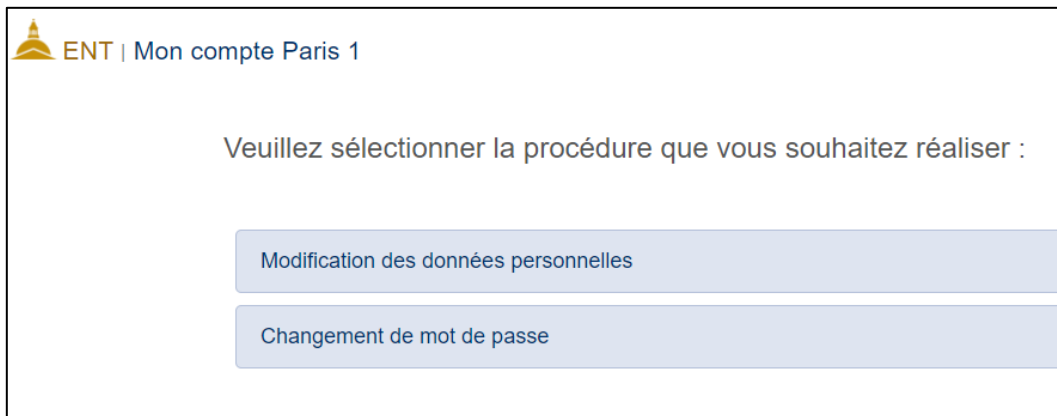 ENT | Mon compte Paris 1
Veuillez sélectionner la procédure que vous souhaitez réaliser :
Modification des données personnelles
Changement de mot de passe